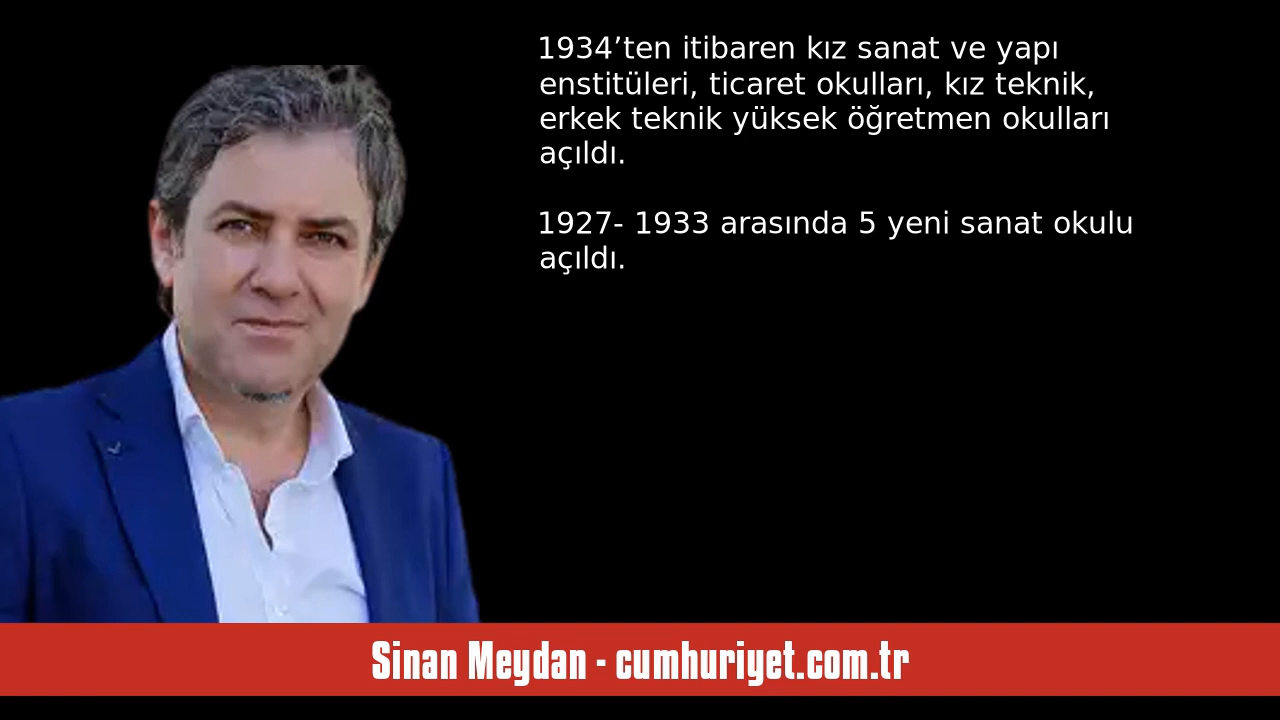 1934’ten itibaren kız sanat ve yapı
enstitüleri, ticaret okulları, kız teknik,
erkek teknik yüksek öğretmen okulları
açıldı.
1927- 1933 arasında 5 yeni sanat okulu
açıldı.
Sinan Meydan - cumhuriyet.com.tr